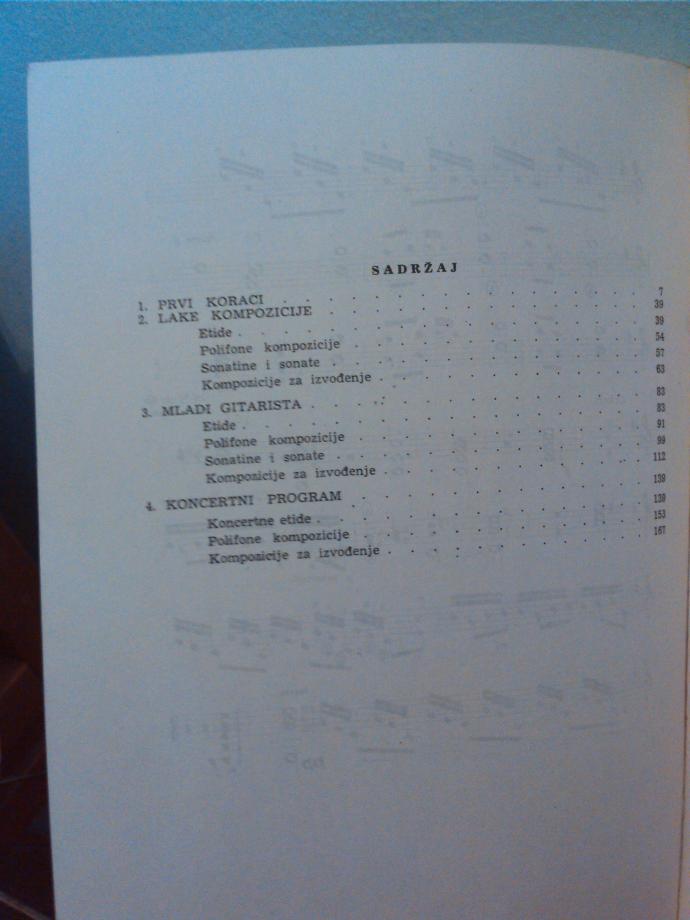 SADRŽAJ
1. PRVI KORACI . . . . . . . . . . . . . . . . 7
2. LAKE KOMPOZICIJE . . . . . . . . . . . . . . 39
Etide . . . . . . . . . . . . . . . . . . 39
Polifone kompozicije . . . . . . . . . . . . . 54
Sonatine i sonate . . . . . . . . . . . . . . 57
Kompozicije za izvođenje . . . . . . . . . . . . 63
3. MLADI GITARISTA . . . . . . . . . . . . . . . 83
Etide . . . . . . . . . . . . . . . . . . 83
Polifone kompozicije . . . . . . . . . . . . . 91
Sonatine i sonate . . . . . . . . . . . . . . 99
Kompozicije za izvođenje . . . . . . . . . . . . 112
4. KONCERTNI PROGRAM . . . . . . . . . . . . . 139
Koncertne etide . . . . . . . . . . . . . . . 139
Polifone kompozicije . . . . . . . . . . . . . 153
Kompozicije za izvođenje . . . . . . . . . . . . 167